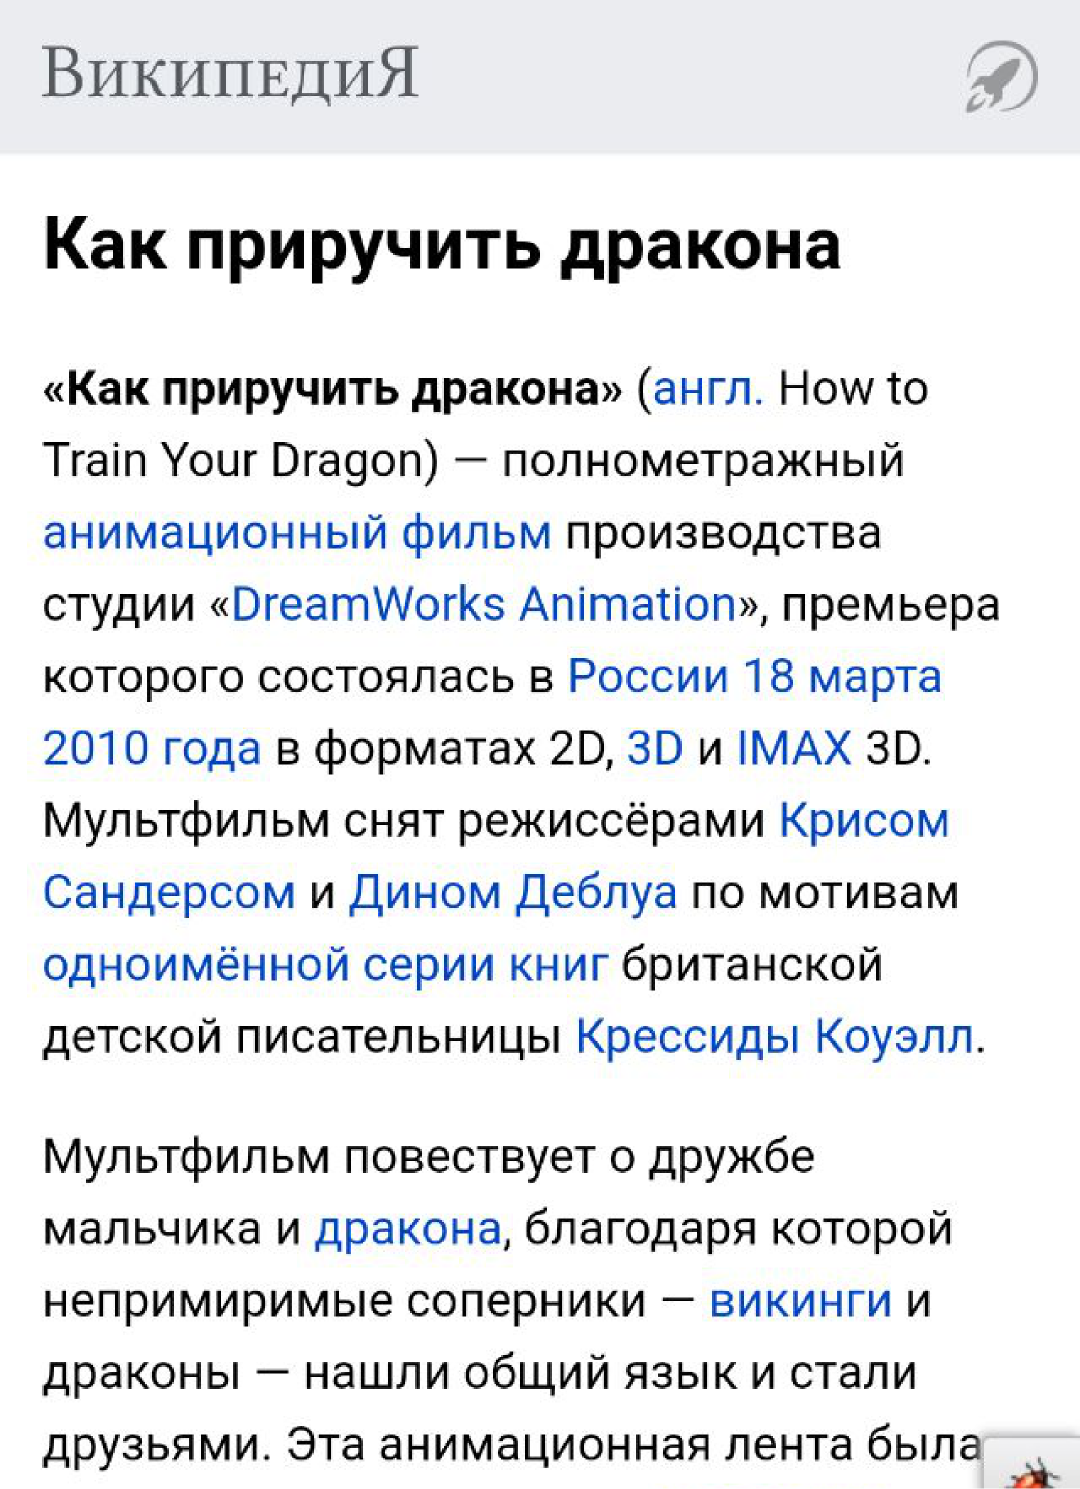 ВикипедиЯ
Как приручить дракона
«Как приручить дракона» (англ. How to
Train Your Dragon) — полнометражный
анимационный фильм производства
студии «DreamWorks Animation», премьера
которого состоялась в России 18 марта
2010 года в форматах 2D, 3D и IMAX 3D.
Мультфильм снят режиссёрами Крисом
Сандерсом и Дином Деблуа по мотивам
одноимённой серии книг британской
детской писательницы Крессиды Коуэлл.
Мультфильм повествует о дружбе
мальчика и дракона, благодаря которой
непримиримые соперники — викинги и
драконы — нашли общий язык и стали
друзьями. Эта анимационная лента была